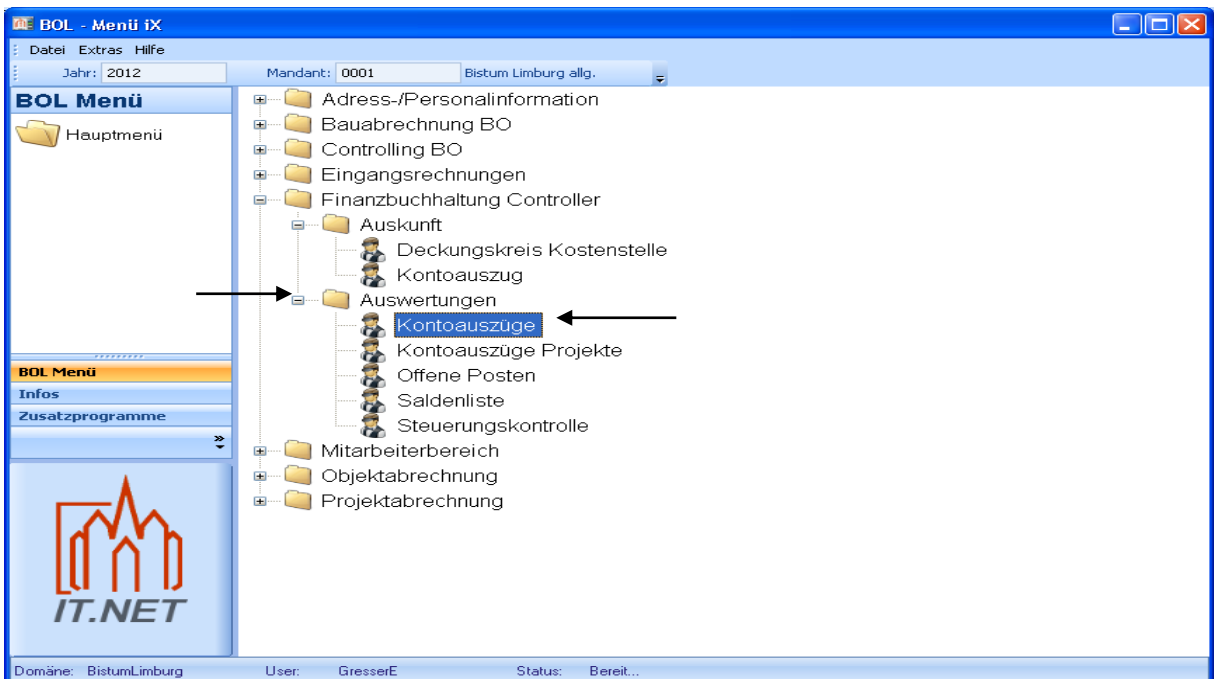 BOL - Menü iX
Datei Extras Hilfe
Jahr: 2012 Mandant: 0001 Bistum Limburg allg.
BOL Menü
Hauptmenü
Adress-/Personalinformation
Bauabrechnung BO
Controlling BO
Eingangsrechnungen
Finanzbuchhaltung Controller
Auskunft
Deckungskreis Kostenstelle
Kontoauszug
Auswertungen
Kontoauszüge
Kontoauszüge Projekte
Offene Posten
Saldenliste
Steuerungskontrolle
Mitarbeiterbereich
Objektabrechnung
Projektabrechnung
BOL Menü
Infos
Zusatzprogramme
IT.NET
Domäne: BistumLimburg User: GresserE Status: Bereit...